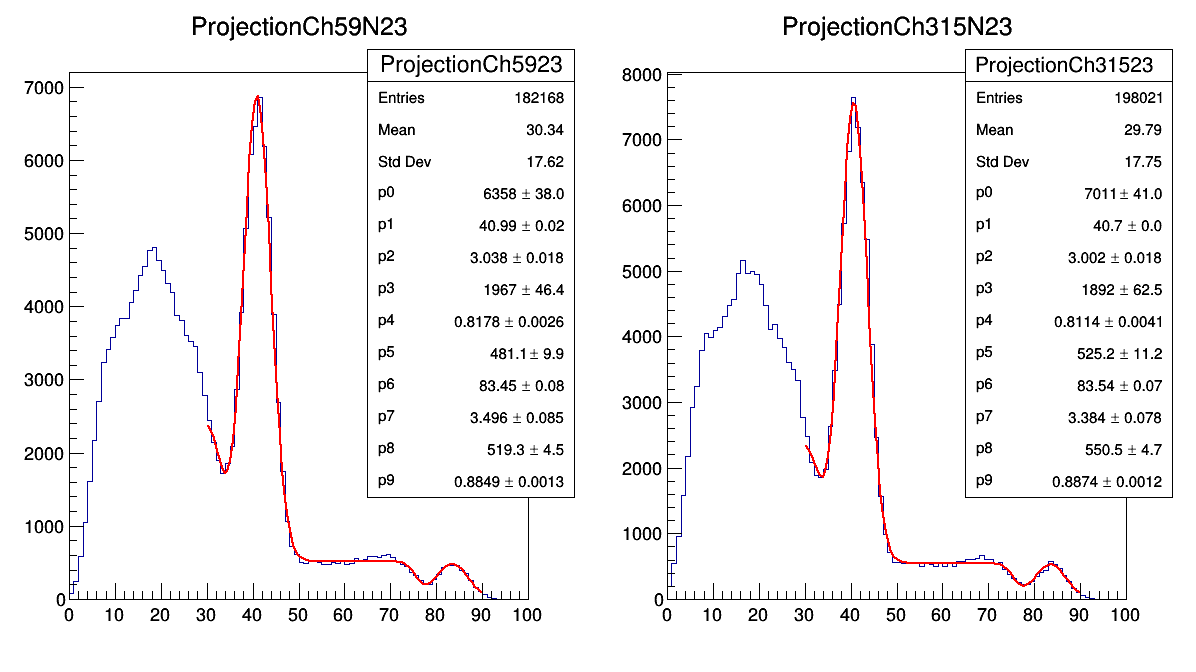 ProjectionCh59N23
ProjectionCh5923
Entries 182168
Mean 30.34
Std Dev 17.62
p0 6358 ± 38.0
p1 40.99 ± 0.02
p2 3.038 ± 0.018
p3 1967 ± 46.4
p4 0.8178 ± 0.0026
p5 481.1 ± 9.9
p6 83.45 ± 0.08
p7 3.496 ± 0.085
p8 519.3 ± 4.5
p9 0.8849 ± 0.0013
7000
6000
5000
4000
3000
2000
1000
0
0 10 20 30 40 50 60 70 80 90 100
ProjectionCh315N23
ProjectionCh31523
Entries 198021
Mean 29.79
Std Dev 17.75
p0 7011 ± 41.0
p1 40.7 ± 0.0
p2 3.002 ± 0.018
p3 1892 ± 62.5
p4 0.8114 ± 0.0041
p5 525.2 ± 11.2
p6 83.54 ± 0.07
p7 3.384 ± 0.078
p8 550.5 ± 4.7
p9 0.8874 ± 0.0012
8000
7000
6000
5000
4000
3000
2000
1000
0
0 10 20 30 40 50 60 70 80 90 100